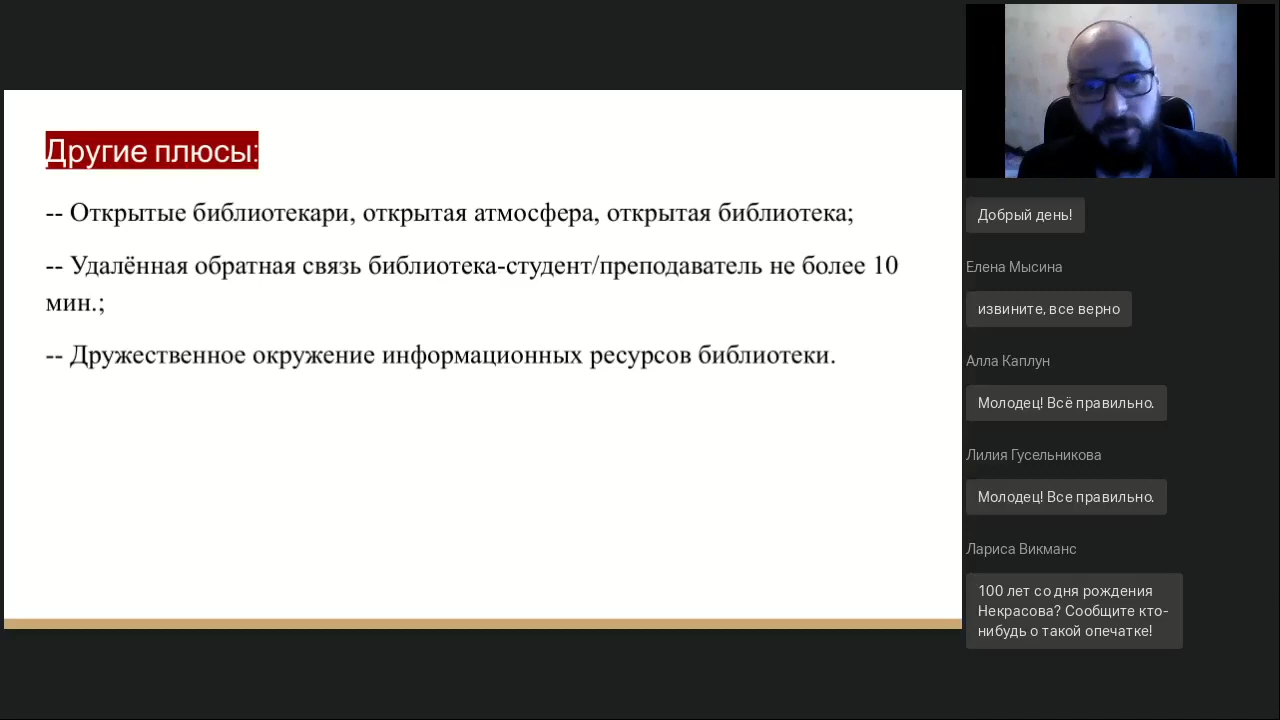 Другие плюсы:
-- Открытые библиотекари, открытая атмосфера, открытая библиотека;
-- Удалённая обратная связь библиотека-студент/преподаватель не более 10
мин.;
-- Дружественное окружение информационных ресурсов библиотеки.
Добрый день!
Елена Мысина
извините, все верно
Алла Каплун
Молодец! Всё правильно.
Лилия Гусельникова
Молодец! Все правильно.
Лариса Викманс
100 лет со дня рождения
Некрасова? Сообщите кто-
нибудь о такой опечатке!